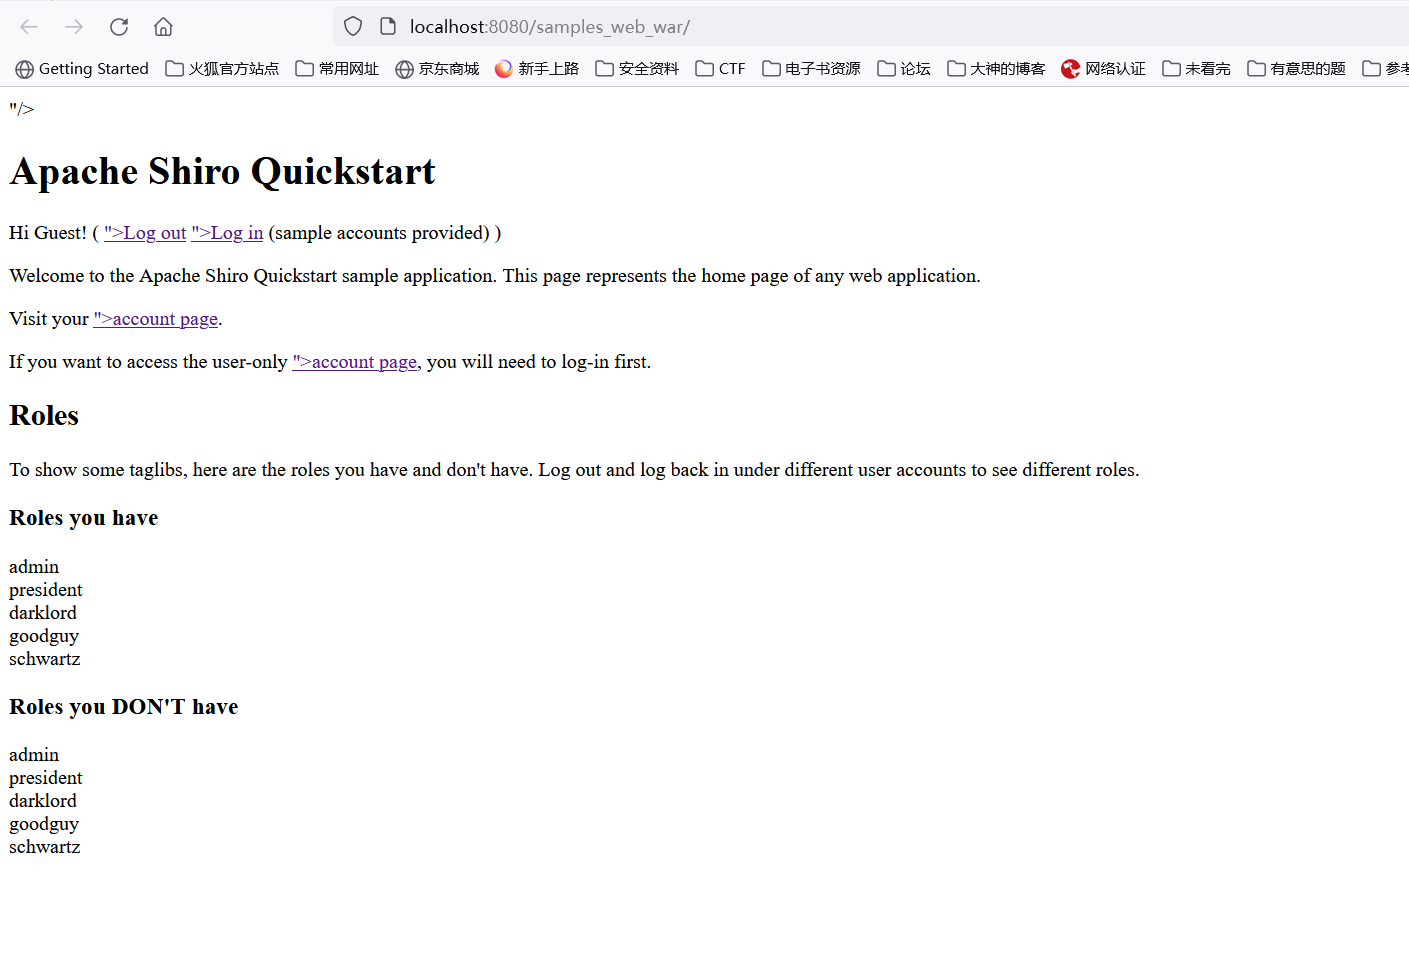 localhost:8080/samples_web_war/
Getting Started 火狐官方站点 常用网址 京东商城 新手上路 安全资料 CTF 电子书资源 论坛 大神的博客 网络认证 未看完 有意思的题 参考
"/>
Apache Shiro Quickstart
Hi Guest! ( ">Log out ">Log in (sample accounts provided) )
Welcome to the Apache Shiro Quickstart sample application. This page represents the home page of any web application.
Visit your ">account page.
If you want to access the user-only ">account page, you will need to log-in first.
Roles
To show some taglibs, here are the roles you have and don't have. Log out and log back in under different user accounts to see different roles.
Roles you have
admin
president
darklord
goodguy
schwartz
Roles you DON'T have
admin
president
darklord
goodguy
schwartz